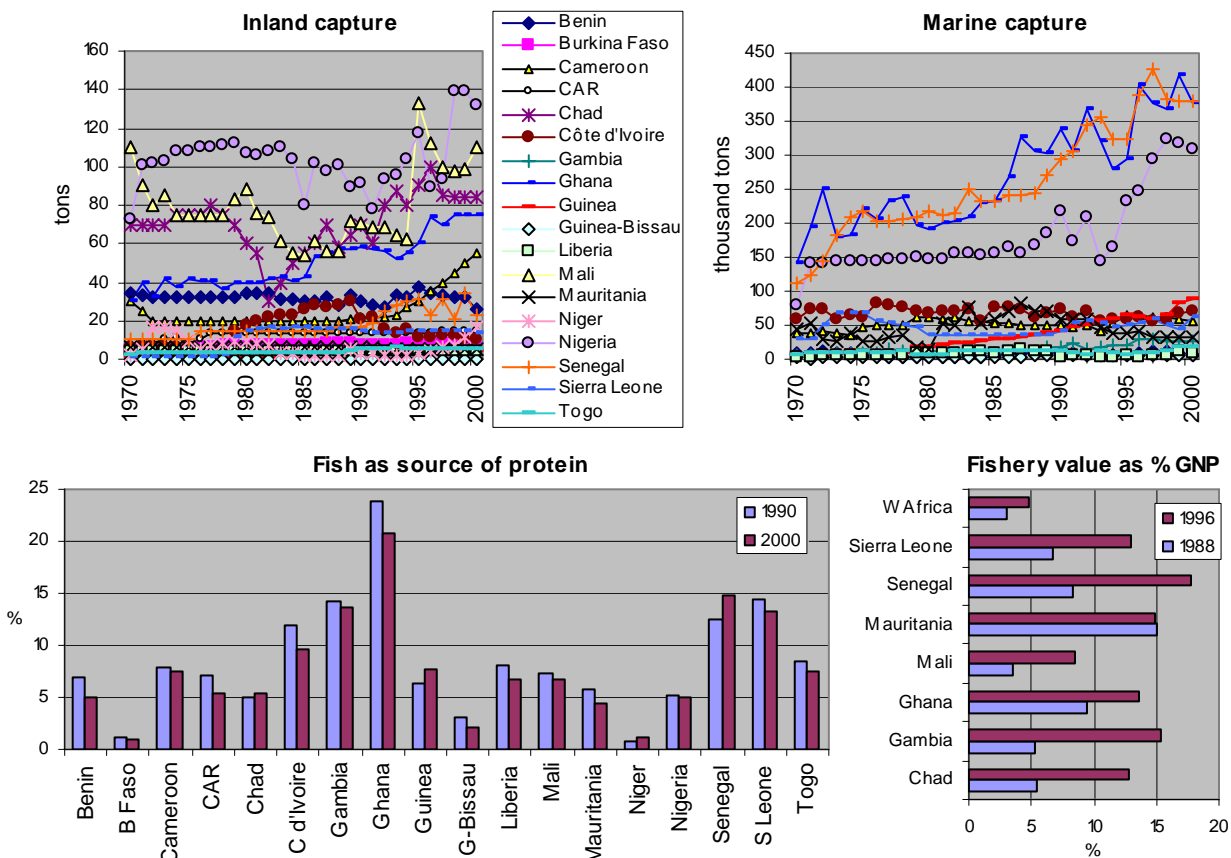 Inland capture
160
140
120
100
80
60
40
20
0
tons
1970
1975
1980
1985
1990
1995
2000
Benin
Burkina Faso
Cameroon
CAR
Chad
Côte d'Ivoire
Gambia
Ghana
Guinea
Guinea-Bissau
Liberia
Mali
Mauritania
Niger
Nigeria
Senegal
Sierra Leone
Togo
Marine capture
450
400
350
300
250
200
150
100
50
0
thousand tons
1970
1975
1980
1985
1990
1995
2000
Fish as source of protein
25
20
15
10
5
0
%
1990
2000
Benin
B Faso
Cameroon
CAR
Chad
C d'Ivoire
Gambia
Ghana
Guinea
G-Bissau
Liberia
Mali
Mauritania
Niger
Nigeria
Senegal
S Leone
Togo
Fishery value as % GNP
W Africa
Sierra Leone
Senegal
Mauritania
Mali
Ghana
Gambia
Chad
1996
1988
0 5 10 15 20
%